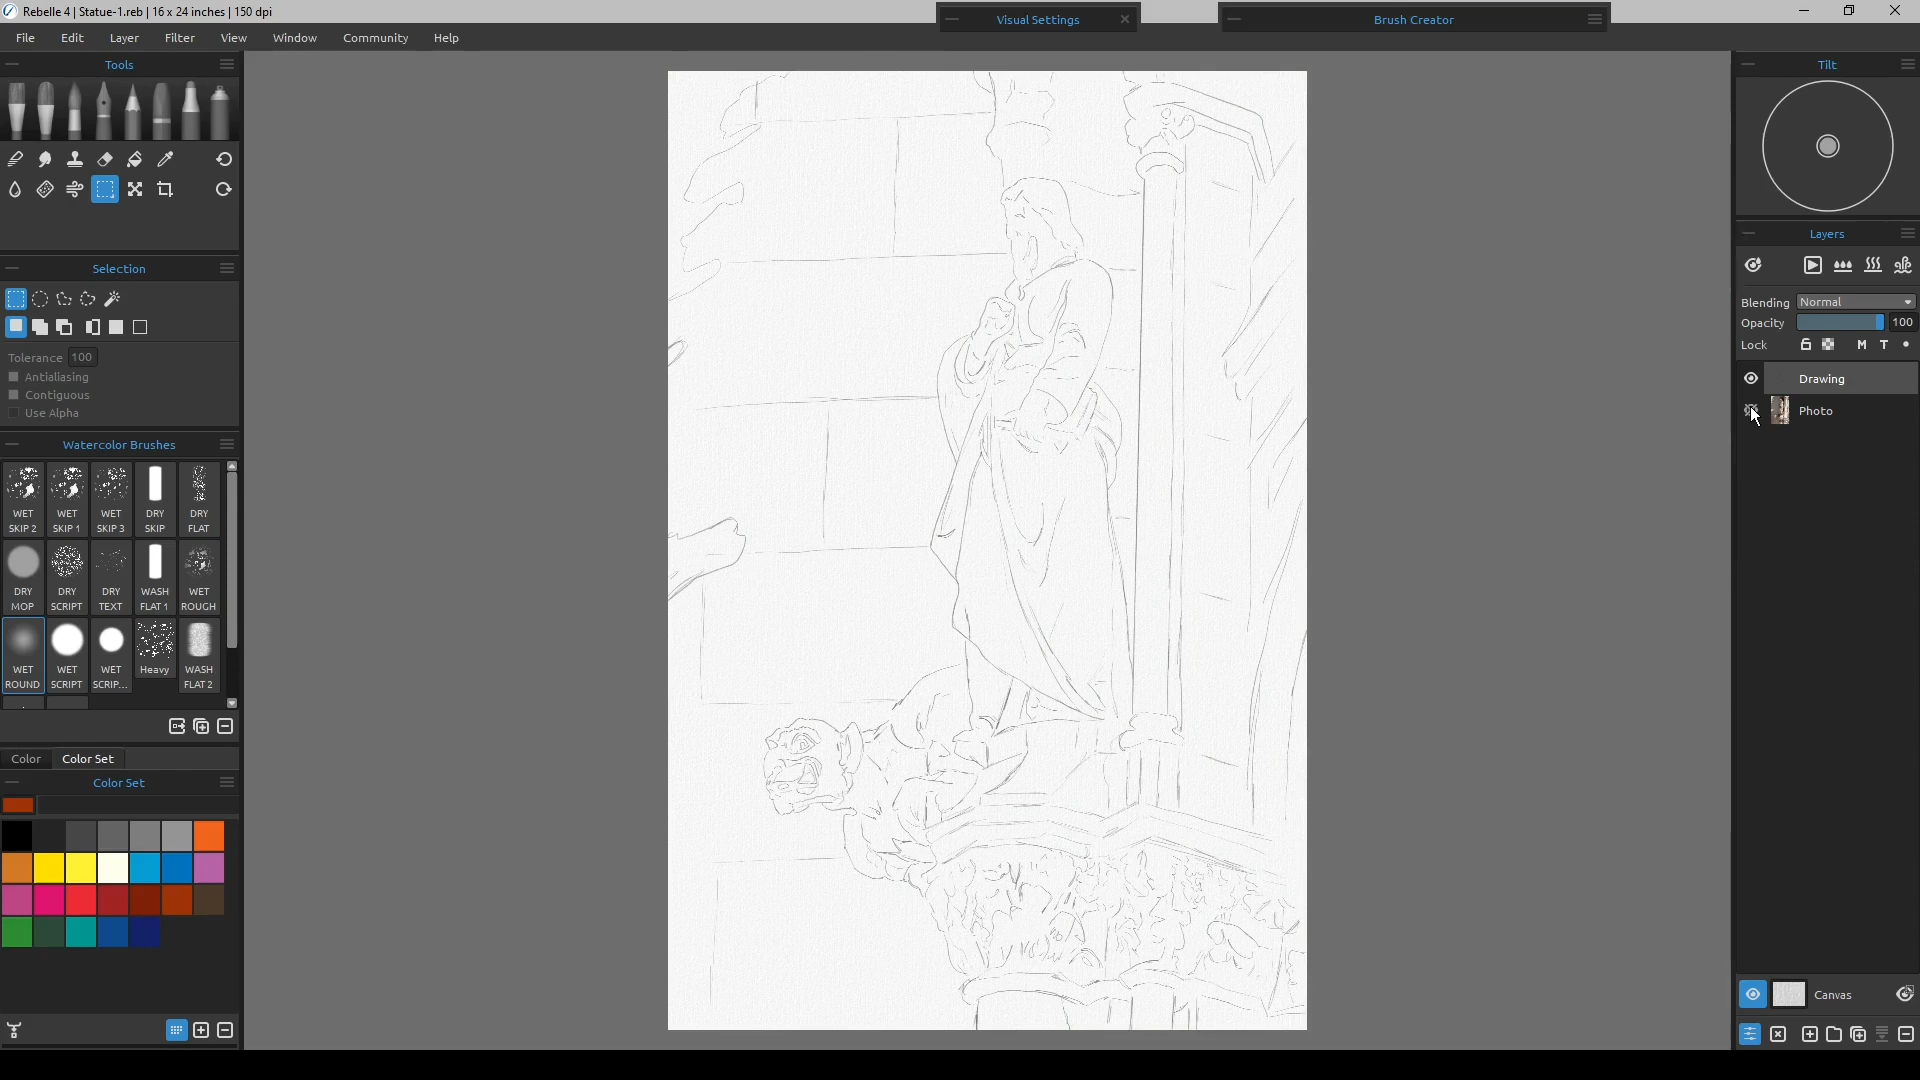 Rebelle 4 | Statue-1.reb | 16 x 24 inches | 150 dpi
Visual Settings
Brush Creator
File Edit Layer Filter View Window Community Help
Tools
Tilt
Layers
Selection
Blending Normal
Opacity 100
Lock M T
Tolerance 100
Antialiasing
Contiguous
Use Alpha
Drawing
Photo
Watercolor Brushes
WET SKIP 2
WET SKIP 1
WET SKIP 3
DRY SKIP
DRY FLAT
DRY MOP
DRY SCRIPT
DRY TEXT
WASH FLAT 1
WET ROUGH
WET ROUND
WET SCRIPT
WET SCRIP...
Heavy
WASH FLAT 2
Color Color Set
Color Set
Canvas